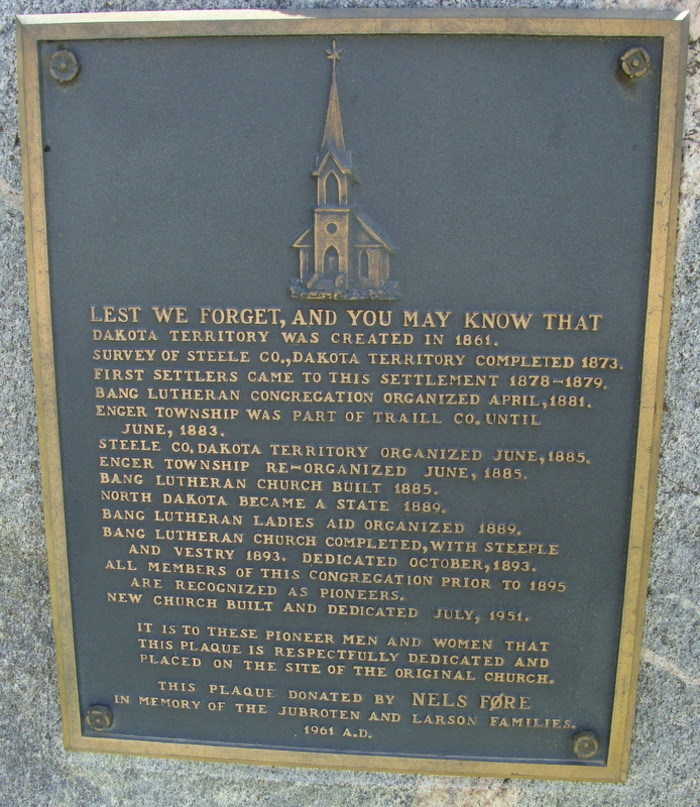 LEST WE FORGET, AND YOU MAY KNOW THAT
DAKOTA TERRITORY WAS CREATED IN 1861.
SURVEY OF STEELE CO., DAKOTA TERRITORY COMPLETED 1873.
FIRST SETTLERS CAME TO THIS SETTLEMENT 1878-1879.
BANG LUTHERAN CONGREGATION ORGANIZED APRIL, 1881.
ENGER TOWNSHIP WAS PART OF TRAILL CO. UNTIL
JUNE, 1883.
STEELE CO. DAKOTA TERRITORY ORGANIZED JUNE, 1885.
ENGER TOWNSHIP RE-ORGANIZED JUNE, 1885.
BANG LUTHERAN CHURCH BUILT 1885.
NORTH DAKOTA BECAME A STATE 1889.
BANG LUTHERAN LADIES AID ORGANIZED 1889.
BANG LUTHERAN CHURCH COMPLETED, WITH STEEPLE
AND VESTRY 1893. DEDICATED OCTOBER, 1893.
ALL MEMBERS OF THIS CONGREGATION PRIOR TO 1895
ARE RECOGNIZED AS PIONEERS.
NEW CHURCH BUILT AND DEDICATED JULY, 1951.
IT IS TO THESE PIONEER MEN AND WOMEN THAT
THIS PLAQUE IS RESPECTFULLY DEDICATED AND
PLACED ON THE SITE OF THE ORIGINAL CHURCH.
THIS PLAQUE DONATED BY NELS FØRE
IN MEMORY OF THE JUBROTEN AND LARSON FAMILIES.
1961 A.D.